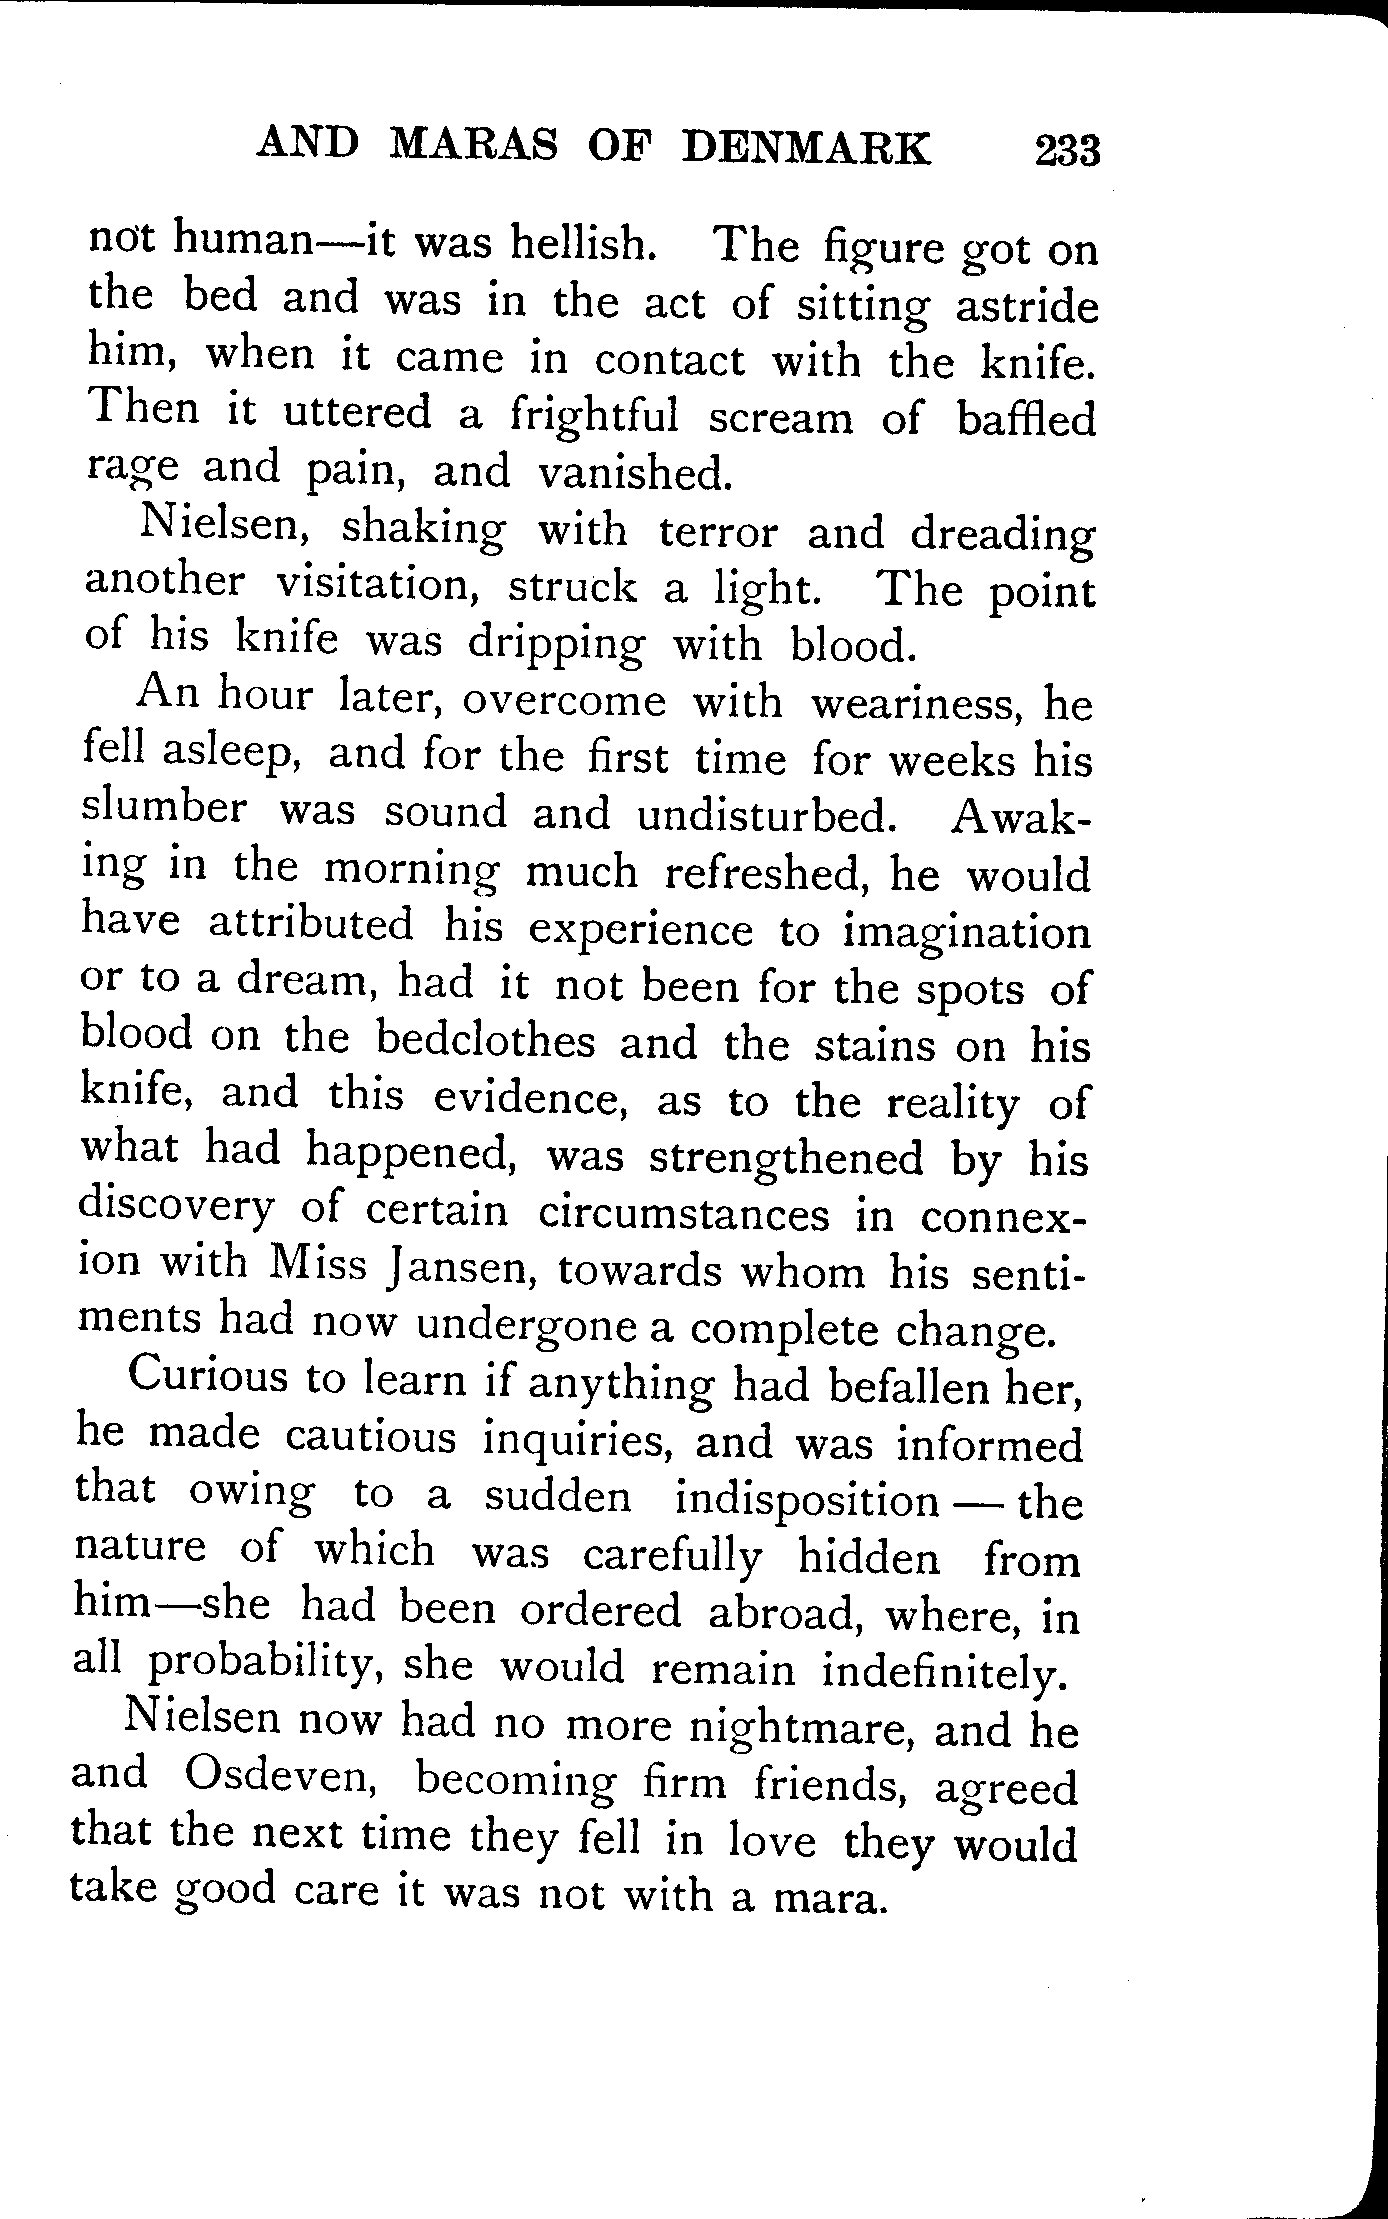 AND MARAS OF DENMARK 233
not human—it was hellish. The figure got on
the bed and was in the act of sitting astride
him, when it came in contact with the knife.
Then it uttered a frightful scream of baffled
rage and pain, and vanished.
Nielsen, shaking with terror and dreading
another visitation, struck a light. The point
of his knife was dripping with blood.
An hour later, overcome with weariness, he
fell asleep, and for the first time for weeks his
slumber was sound and undisturbed. Awak-
ing in the morning much refreshed, he would
have attributed his experience to imagination
or to a dream, had it not been for the spots of
blood on the bedclothes and the stains on his
knife, and this evidence, as to the reality of
what had happened, was strengthened by his
discovery of certain circumstances in connex-
ion with Miss Jansen, towards whom his senti-
ments had now undergone a complete change.
Curious to learn if anything had befallen her,
he made cautious inquiries, and was informed
that owing to a sudden indisposition — the
nature of which was carefully hidden from
him—she had been ordered abroad, where, in
all probability, she would remain indefinitely.
Nielsen now had no more nightmare, and he
and Osdeven, becoming firm friends, agreed
that the next time they fell in love they would
take good care it was not with a mara.